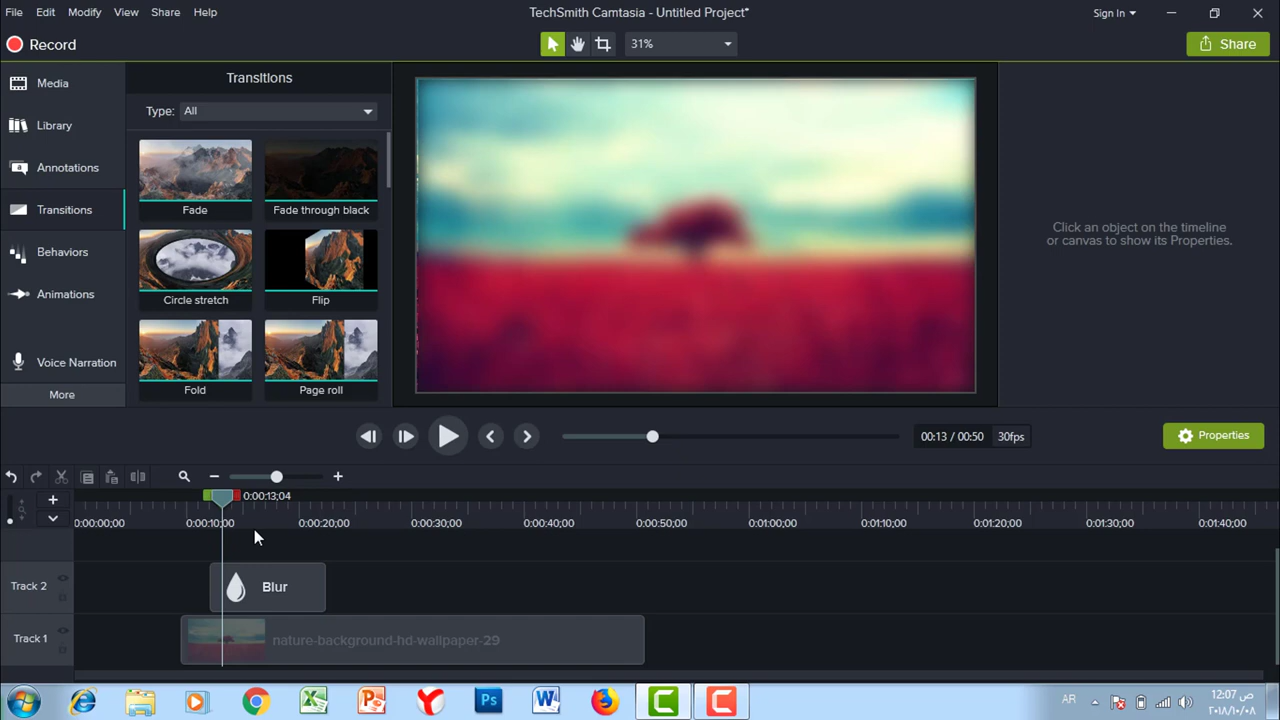 File Edit Modify View Share Help
TechSmith Camtasia - Untitled Project*
Sign In
Record
31%
Share
Media
Library
Annotations
Transitions
Behaviors
Animations
Voice Narration
More
Transitions
Type: All
Fade
Fade through black
Circle stretch
Flip
Fold
Page roll
Click an object on the timeline
or canvas to show its Properties.
00:13 / 00:50 30fps
Properties
0:00:13;04
0:00:00;00 0:00:10;00 0:00:20;00 0:00:30;00 0:00:40;00 0:00:50;00 0:01:00;00 0:01:10;00 0:01:20;00 0:01:30;00 0:01:40;00
Track 2
Blur
Track 1
nature-background-hd-wallpaper-29
Ps
AR
12:07 ص
٢٠١٨/١٠/٠٨